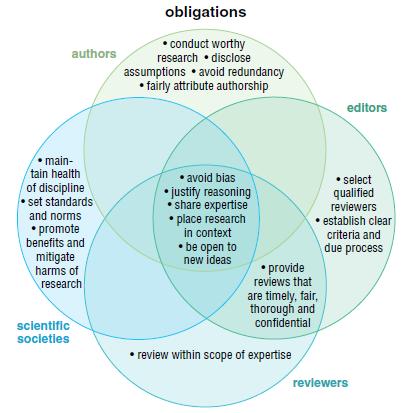 obligations
authors
• conduct worthy
research • disclose
assumptions • avoid redundancy
• fairly attribute authorship
editors
• main-
tain health
of discipline
• set standards
and norms
• promote
benefits and
mitigate
harms of
research
• avoid bias
• justify reasoning
• share expertise
• place research
in context
• be open to
new ideas
• select
qualified
reviewers
• establish clear
criteria and
due process
• provide
reviews that
are timely, fair,
thorough and
confidential
scientific
societies
• review within scope of expertise
reviewers